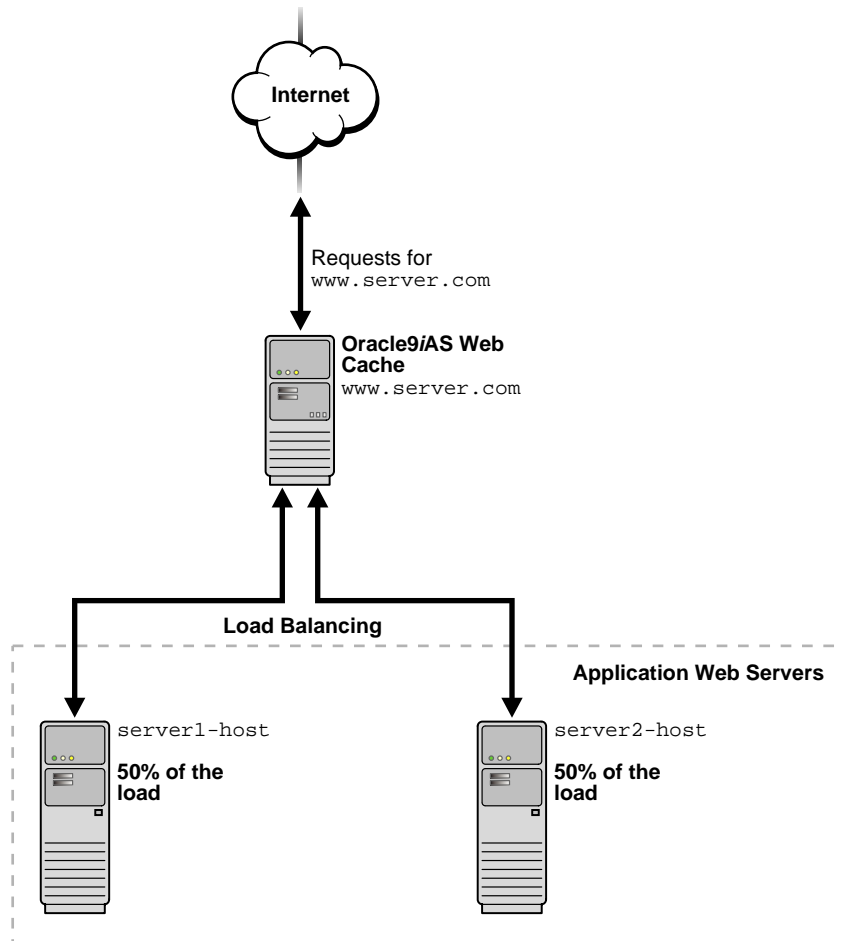 Internet
Requests for
www.server.com
Oracle9iAS Web
Cache
www.server.com
Load Balancing
Application Web Servers
server1-host
50% of the
load
server2-host
50% of the
load